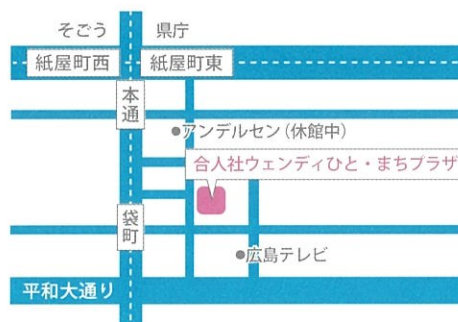 そごう 県庁
紙屋町西 紙屋町東
本通
●アンデルセン(休館中)
合人社ウェンディひと・まちプラザ
袋町
●広島テレビ
平和大通り